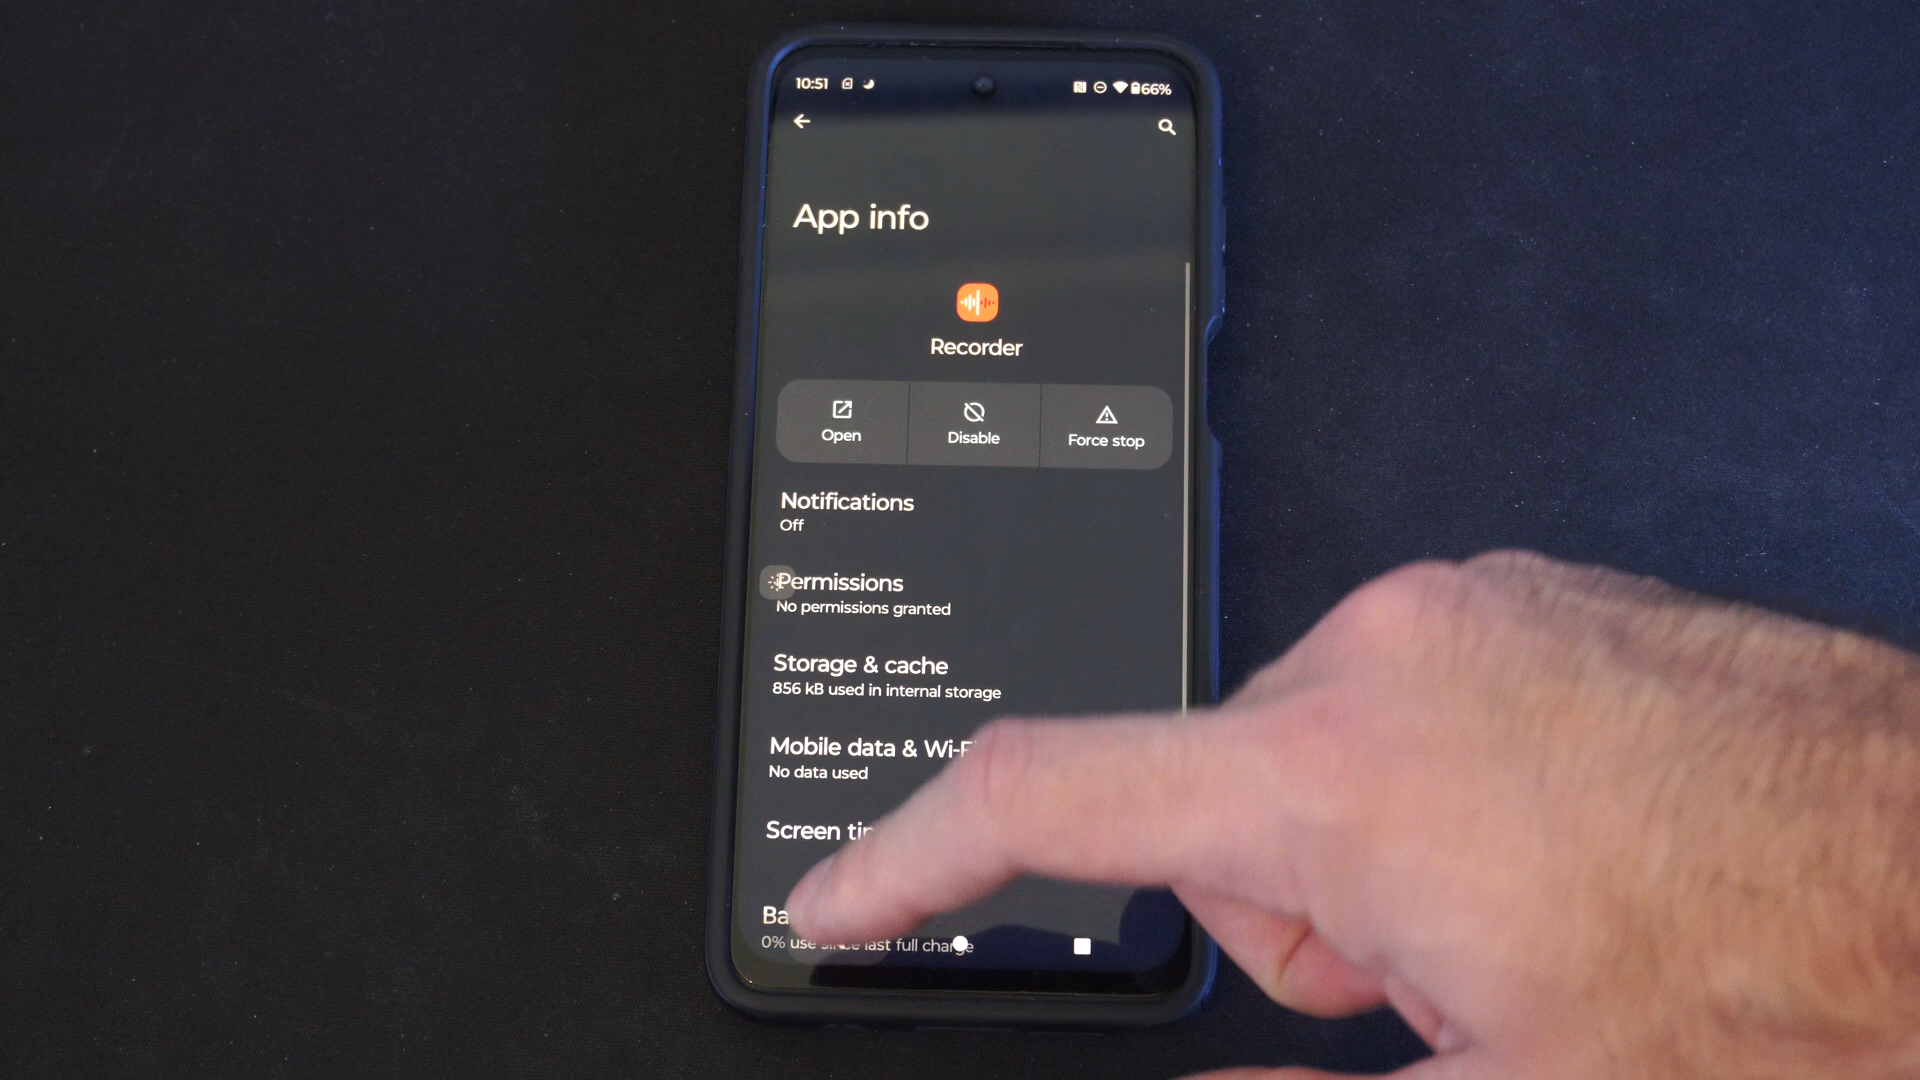 10:51
66%
App info
Recorder
Open
Disable
Force stop
Notifications
Off
Permissions
No permissions granted
Storage & cache
856 kB used in internal storage
Mobile data & Wi-F
No data used
Screen ti
Ba
0% use since last full charge